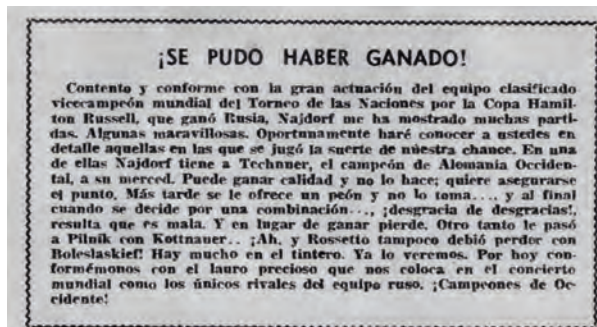 ¡SE PUDO HABER GANADO!
Contento y conforme con la gran actuación del equipo clasificado
vicecampeón mundial del Torneo de las Naciones por la Copa Hamil-
ton Russell, que ganó Rusia, Najdorf me ha mostrado muchas parti-
das. Algunas maravillosas. Oportunamente haré conocer a ustedes en
detalle aquellas en las que se jugó la suerte de nuestra chance. En una
de ellas Najdorf tiene a Technner, el campeón de Alemania Occiden-
tal, a su merced. Puede ganar calidad y no lo hace; quiere asegurarse
el punto. Más tarde se le ofrece un peón y no lo toma...., y al final
cuando se decide por una combinación..., ¡desgracia de desgracias!,
resulta que es mala. Y en lugar de ganar pierde. Otro tanto le pasó
a Pilnik con Kottnauer.. ¡Ah, y Rossetto tampoco debió perder con
Boleslaskief! Hay mucho en el tintero. Ya lo veremos. Por hoy con-
formémonos con el lauro precioso que nos coloca en el concierto
mundial como los únicos rivales del equipo ruso. ¡Campeones de Oc-
cidente!